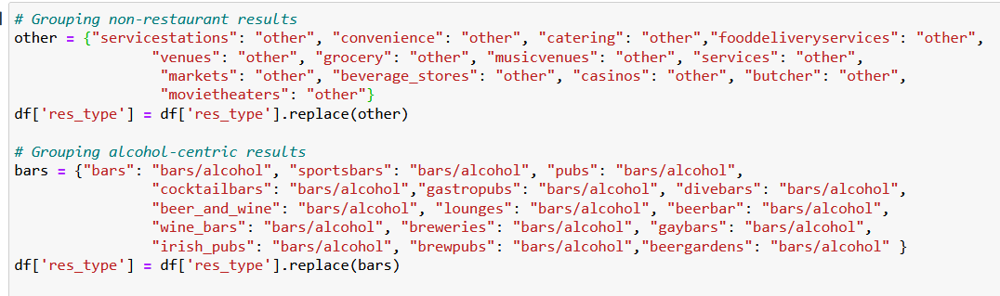 # Grouping non-restaurant results
other = {"servicestations": "other", "convenience": "other", "catering": "other","fooddeliveryservices": "other",
"venues": "other", "grocery": "other", "musicvenues": "other", "services": "other",
"markets": "other", "beverage_stores": "other", "casinos": "other", "butcher": "other",
"movietheaters": "other"}
df['res_type'] = df['res_type'].replace(other)
# Grouping alcohol-centric results
bars = {"bars": "bars/alcohol", "sportsbars": "bars/alcohol", "pubs": "bars/alcohol",
"cocktailbars": "bars/alcohol","gastropubs": "bars/alcohol", "divebars": "bars/alcohol",
"beer_and_wine": "bars/alcohol", "lounges": "bars/alcohol", "beerbar": "bars/alcohol",
"wine_bars": "bars/alcohol", "breweries": "bars/alcohol", "gaybars": "bars/alcohol",
"irish_pubs": "bars/alcohol", "brewpubs": "bars/alcohol","beergardens": "bars/alcohol" }
df['res_type'] = df['res_type'].replace(bars)